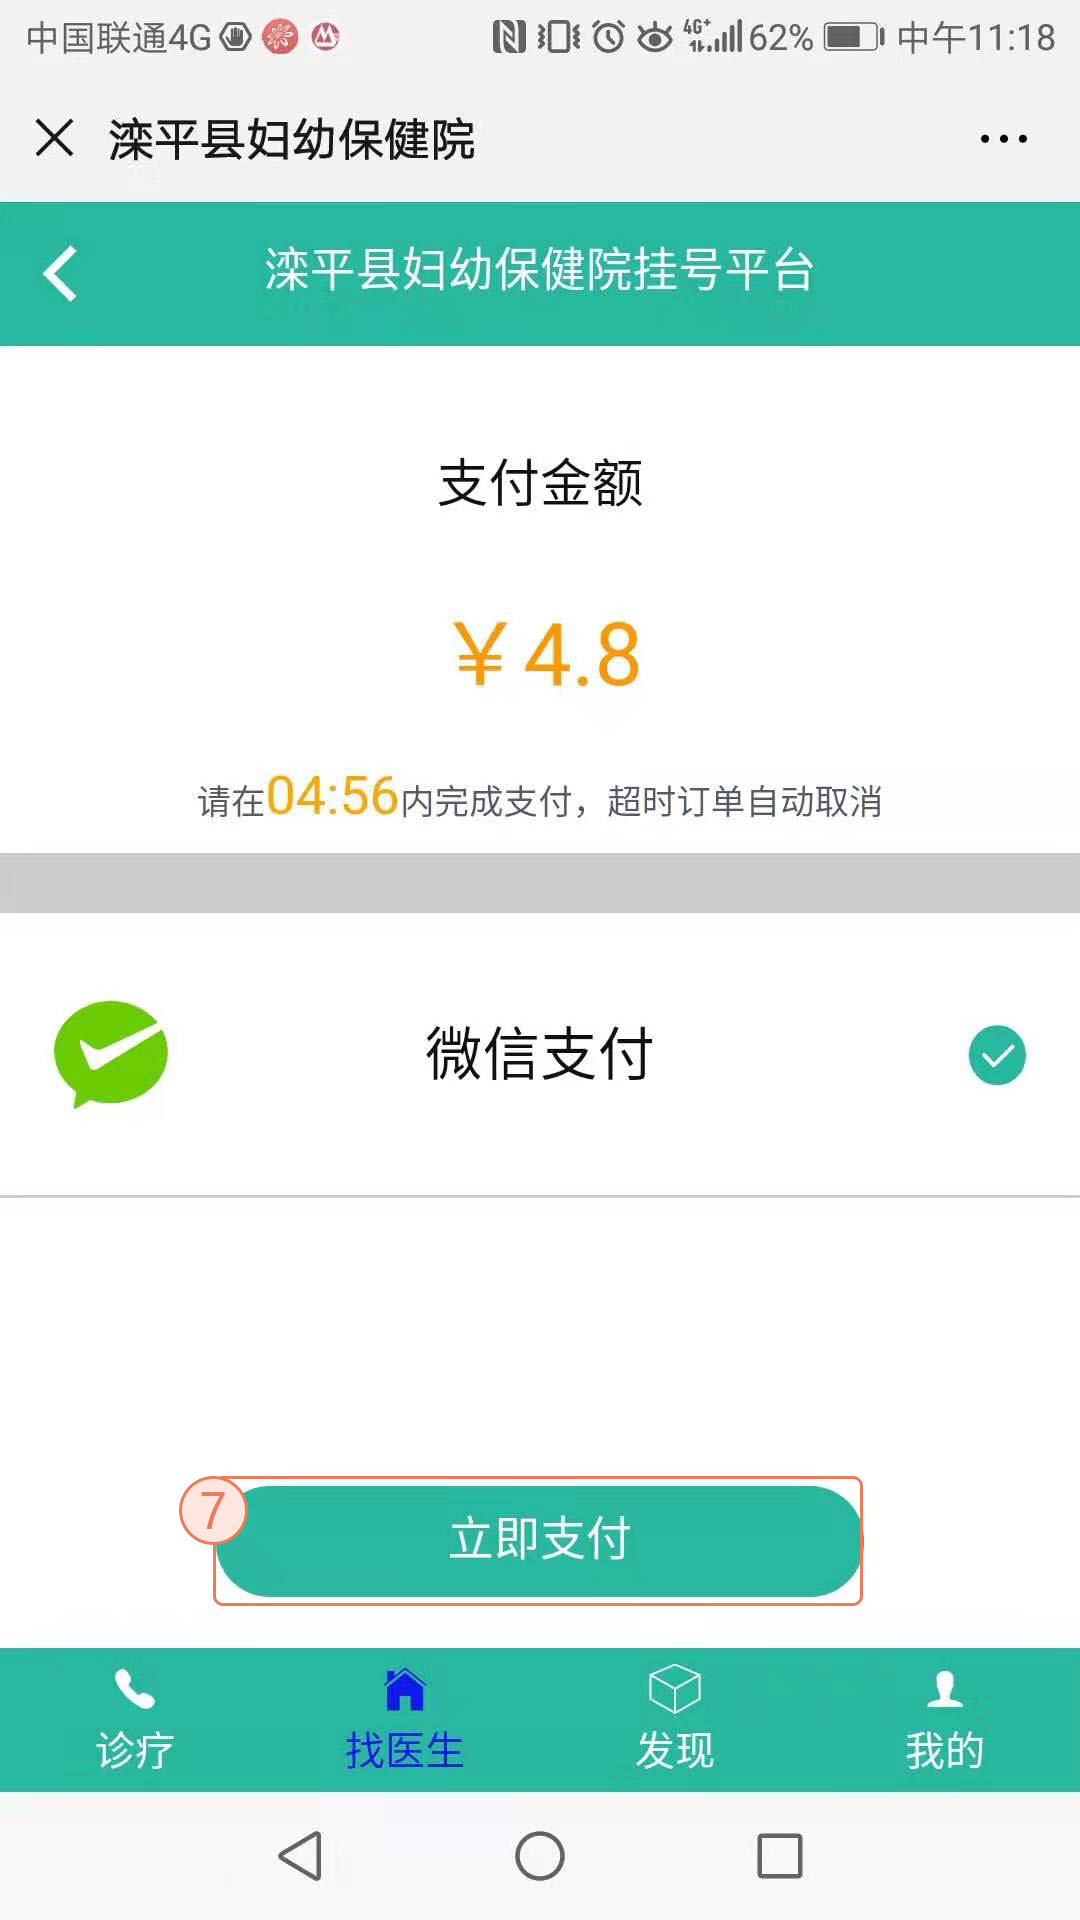 中国联通4G 4G+ 62% 中午11:18
滦平县妇幼保健院
滦平县妇幼保健院挂号平台
支付金额
￥4.8
请在04:56内完成支付，超时订单自动取消
微信支付
7
立即支付
诊疗 找医生 发现 我的